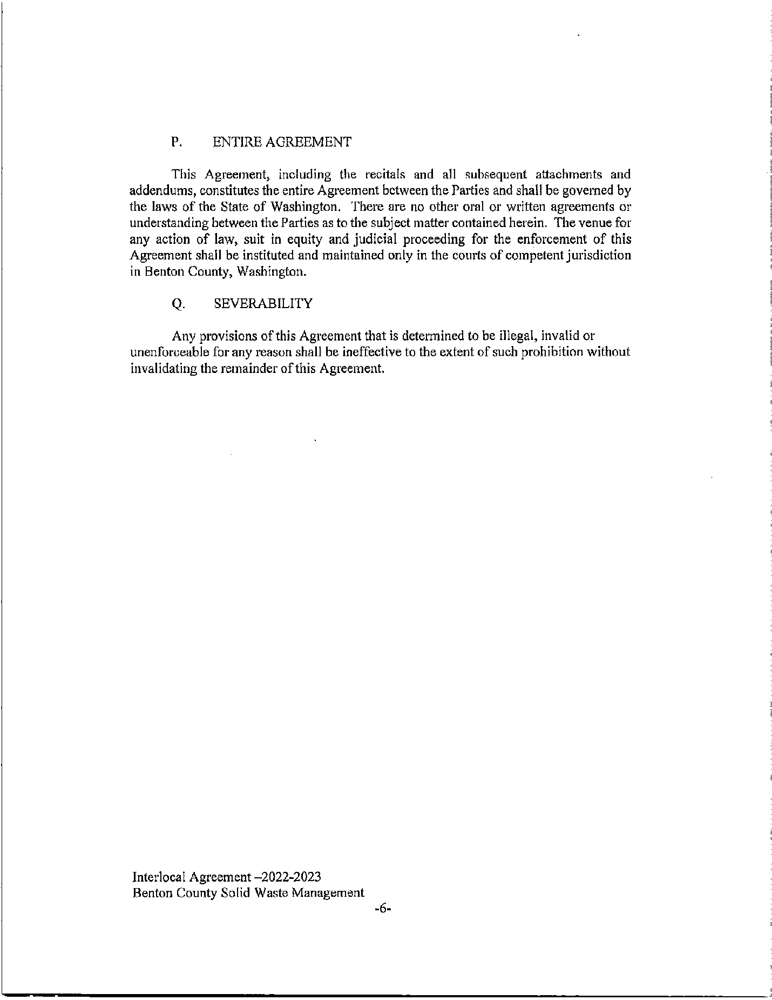 P. ENTIRE AGREEMENT
This Agreement, including the recitals and all subsequent attachments and
addendums, constitutes the entire Agreement between the Parties and shall be governed by
the laws of the State of Washington. There are no other oral or written agreements or
understanding between the Parties as to the subject matter contained herein. The venue for
any action of law, suit in equity and judicial proceeding for the enforcement of this
Agreement shall be instituted and maintained only in the courts of competent jurisdiction
in Benton County, Washington.
Q. SEVERABILITY
Any provisions of this Agreement that is determined to be illegal, invalid or
unenforceable for any reason shall be ineffective to the extent of such prohibition without
invalidating the remainder of this Agreement.
Interlocal Agreement –2022-2023
Benton County Solid Waste Management
-6-